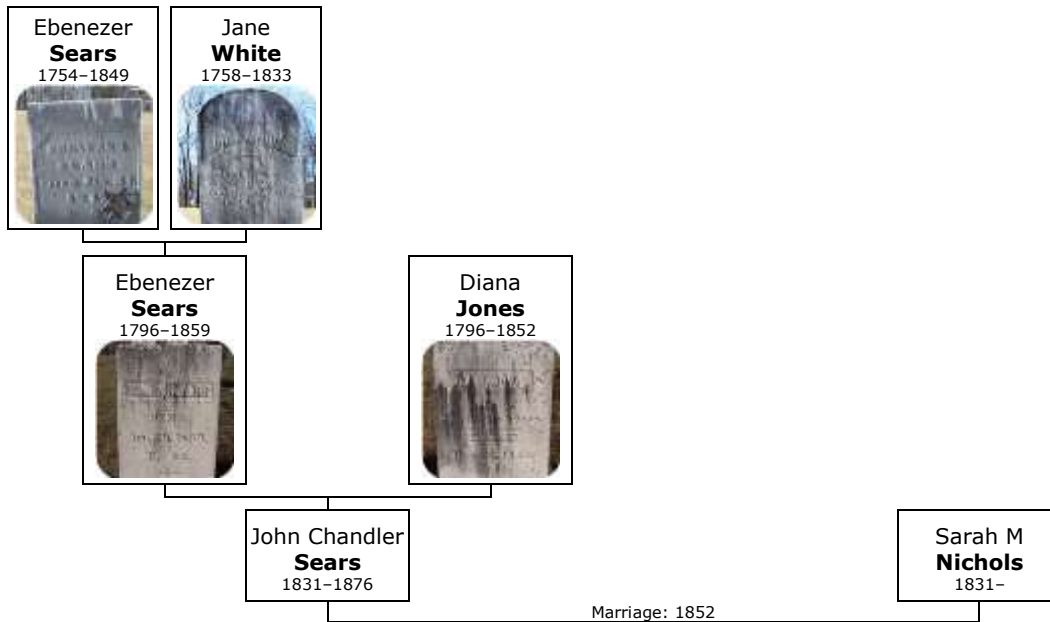 Ebenezer
Sears
1754–1849
Jane
White
1758–1833
Ebenezer
Sears
1796–1859
Diana
Jones
1796–1852
John Chandler
Sears
1831–1876
Sarah M
Nichols
1831–
Marriage: 1852